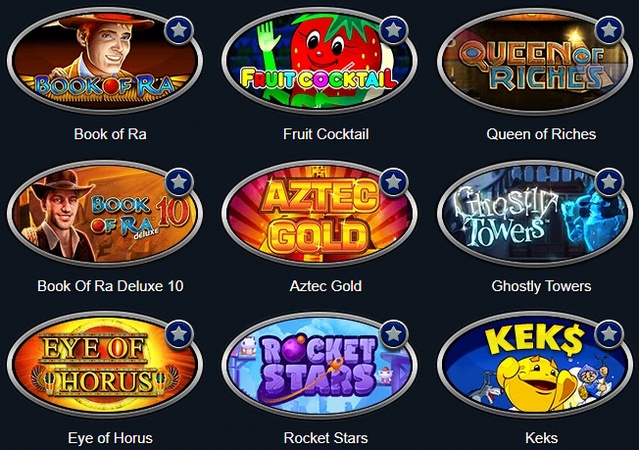 BOOK OF RA
FRUIT COCKTAIL
QUEEN OF
RICHES
Book of Ra
Fruit Cocktail
Queen of Riches
BOOK
OF RA 10
deluxe
AZTEC
GOLD
Ghostly
Towers
Book Of Ra Deluxe 10
Aztec Gold
Ghostly Towers
EYE OF
HORUS
ROCKET
STARS
KEK$
Eye of Horus
Rocket Stars
Keks